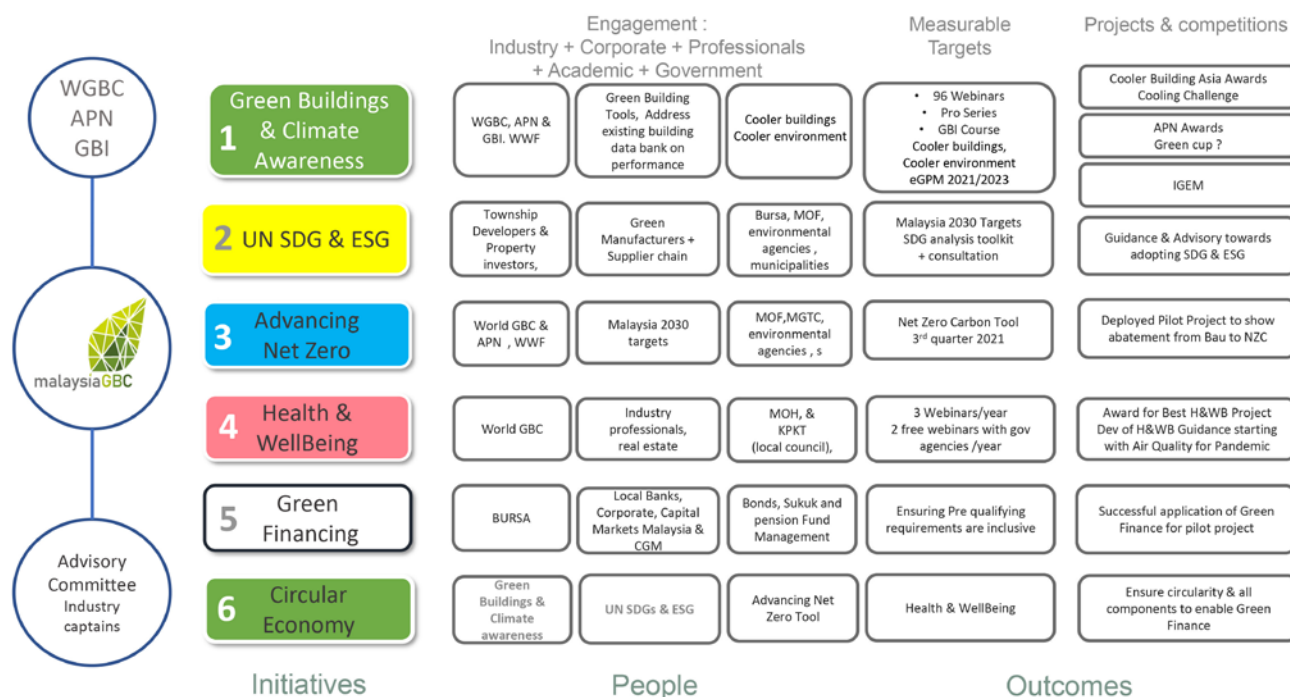 Engagement :
Industry + Corporate + Professionals
+ Academic + Government
Measurable
Targets
Projects & competitions
WGBC
APN
GBI
1
Green Buildings
& Climate
Awareness
WGBC, APN &
GBI. WWF
Green Building
Tools, Address
existing building
data bank on
performance
Cooler buildings
Cooler environment
• 96 Webinars
• Pro Series
• GBI Course
Cooler buildings,
Cooler environment
eGPM 2021/2023
Cooler Building Asia Awards
Cooling Challenge
APN Awards
Green cup ?
IGEM
2 UN SDG & ESG
Township
Developers &
Property
investors,
Green
Manufacturers +
Supplier chain
Bursa, MOF,
environmental
agencies ,
municipalities
Malaysia 2030 Targets
SDG analysis toolkit
+ consultation
Guidance & Advisory towards
adopting SDG & ESG
malaysiaGBC
3
Advancing
Net Zero
World GBC &
APN , WWF
Malaysia 2030
targets
MOF,MGTC,
environmental
agencies , s
Net Zero Carbon Tool
3rd quarter 2021
Deployed Pilot Project to show
abatement from Bau to NZC
4
Health &
WellBeing
World GBC
Industry
professionals,
real estate
MOH, &
KPKT
(local council),
3 Webinars/year
2 free webinars with gov
agencies /year
Award for Best H&WB Project
Dev of H&WB Guidance starting
with Air Quality for Pandemic
Advisory
Committee
Industry
captains
5
Green
Financing
BURSA
Local Banks,
Corporate, Capital
Markets Malaysia &
CGM
Bonds, Sukuk and
pension Fund
Management
Ensuring Pre qualifying
requirements are inclusive
Successful application of Green
Finance for pilot project
6
Circular
Economy
Green
Buildings &
Climate
awareness
UN SDGs & ESG
Advancing Net
Zero Tool
Health & WellBeing
Ensure circularity & all
components to enable Green
Finance
Initiatives
People
Outcomes